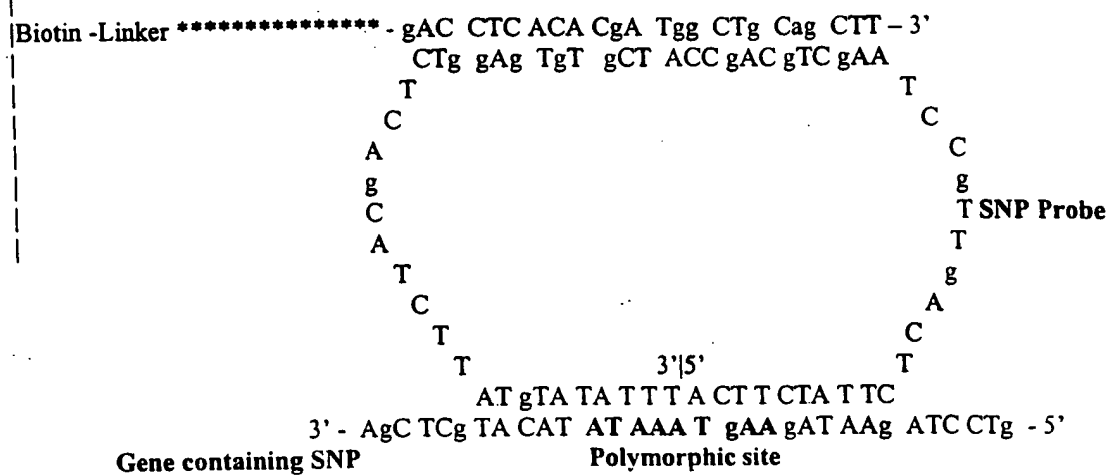 Biotin -Linker *************** - gAC CTC ACA CgA Tgg CTg Cag CTT – 3’
CTg gAg TgT gCT ACC gAC gTC gAA
T
T
C
C
A
C
g
g
C
T SNP Probe
A
T
T
g
C
A
T
C
T
T
3’|5’
AT gTA TA TTT A CTT CTA T TC
3’ - AgC TCg TA CAT AT AAA T gAA gAT AAg ATC CTg - 5’
Gene containing SNP
Polymorphic site